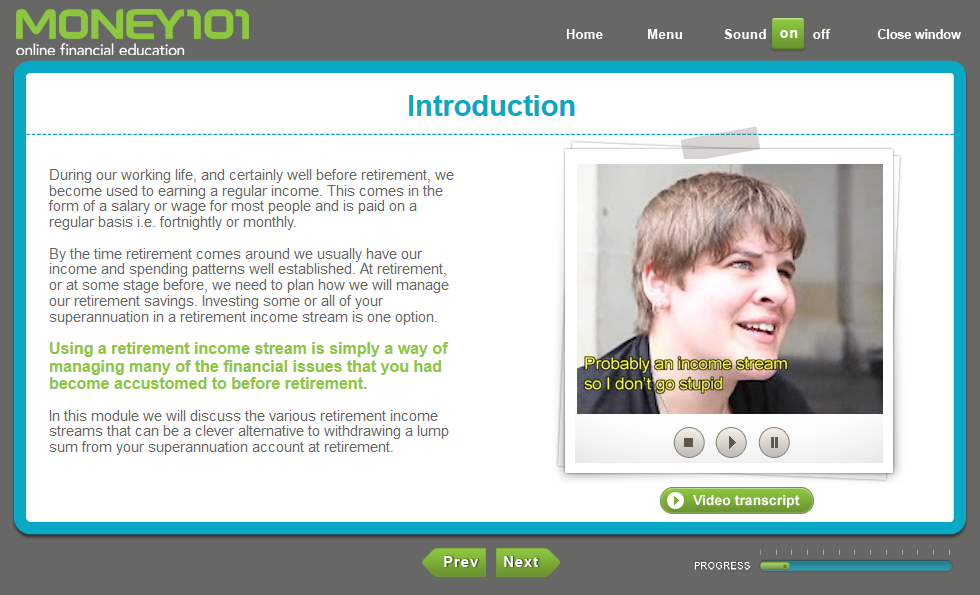 MONEY101
online financial education
Home
Menu
Sound
on
off
Close window
Introduction
During our working life, and certainly well before retirement, we
become used to earning a regular income. This comes in the
form of a salary or wage for most people and is paid on a
regular basis i.e. fortnightly or monthly.
By the time retirement comes around we usually have our
income and spending patterns well established. At retirement,
or at some stage before, we need to plan how we will manage
our retirement savings. Investing some or all of your
superannuation in a retirement income stream is one option.
Using a retirement income stream is simply a way of
managing many of the financial issues that you had
become accustomed to before retirement.
In this module we will discuss the various retirement income
streams that can be a clever alternative to withdrawing a lump
sum from your superannuation account at retirement.
Probably an income stream
so I don't go stupid
Video transcript
Prev
Next
PROGRESS